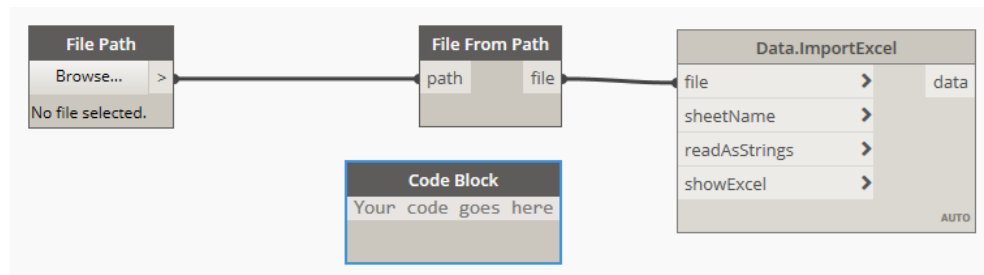 File Path
Browse...
>
No file selected.
File From Path
path
file
Data.ImportExcel
file
data
sheetName
readAsStrings
showExcel
AUTO
Code Block
Your code goes here